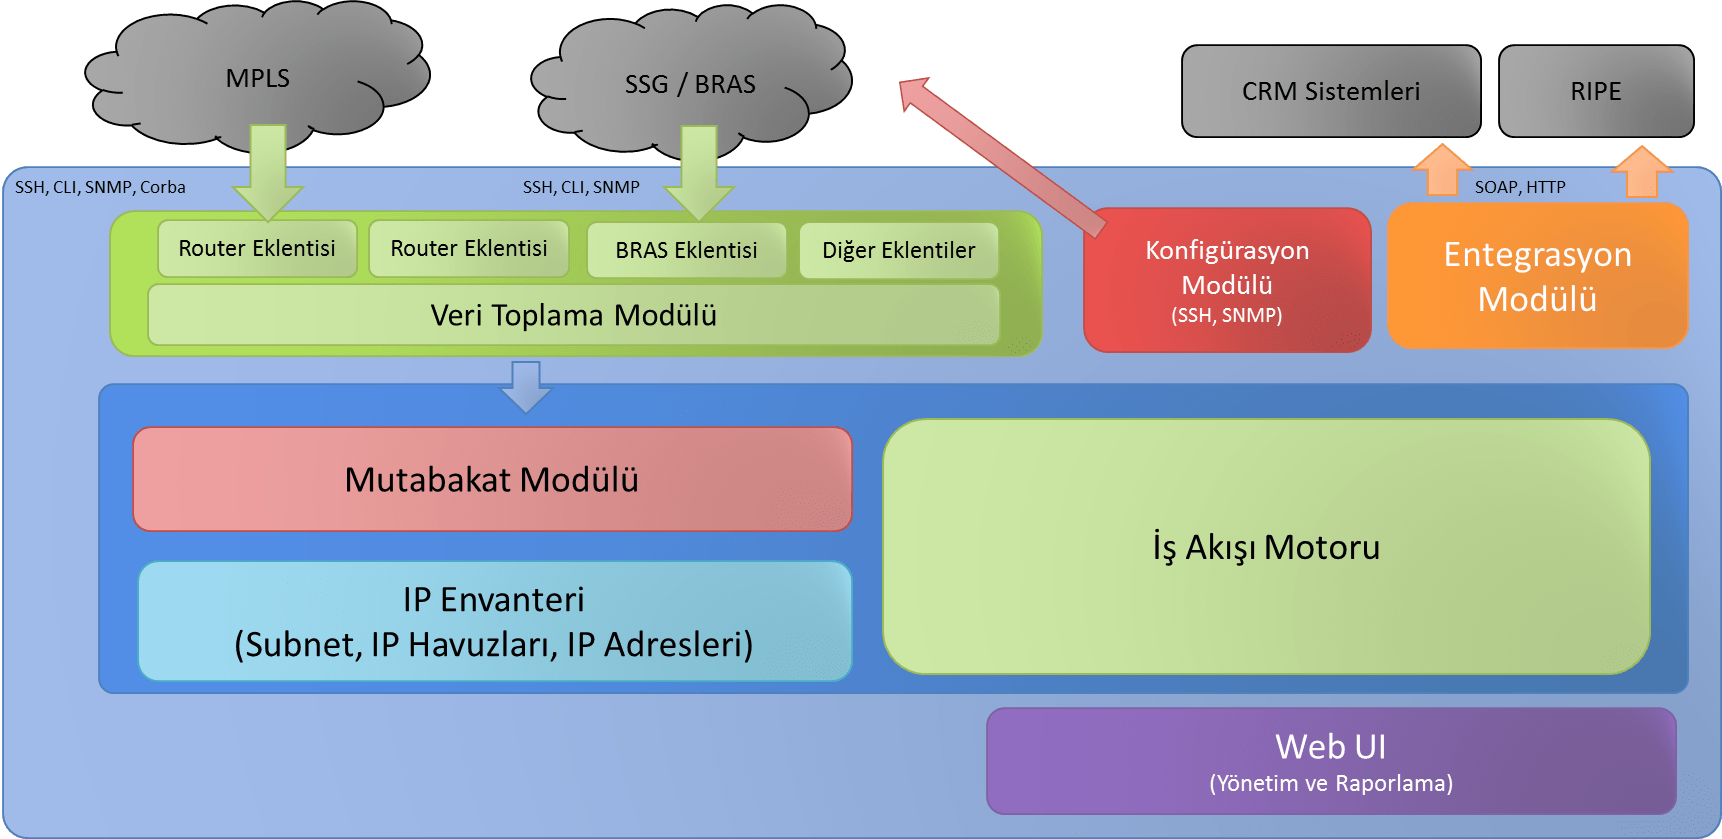 MPLS
SSG / BRAS
CRM Sistemleri
RIPE
SSH, CLI, SNMP, Corba
SSH, CLI, SNMP
SOAP, HTTP
Router Eklentisi
Router Eklentisi
BRAS Eklentisi
Diğer Eklentiler
Veri Toplama Modülü
Konfigürasyon
Modülü
(SSH, SNMP)
Entegrasyon
Modülü
Mutabakat Modülü
İş Akışı Motoru
IP Envanteri
(Subnet, IP Havuzları, IP Adresleri)
Web UI
(Yönetim ve Raporlama)